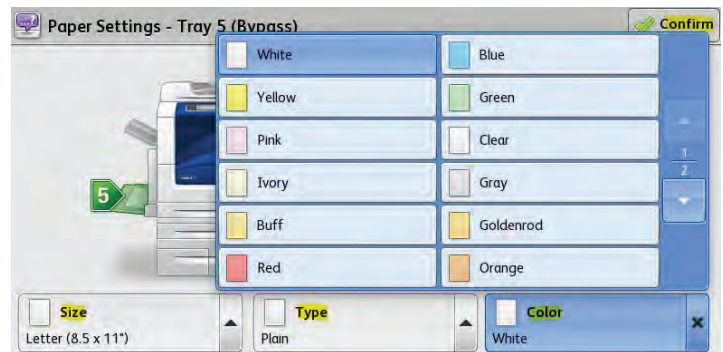 Paper Settings - Tray 5 (Bypass)
Confirm
White
Blue
Yellow
Green
Pink
Clear
Ivory
Gray
Buff
Goldenrod
Red
Orange
1
2
5
Size
Letter (8.5 x 11")
Type
Plain
Color
White